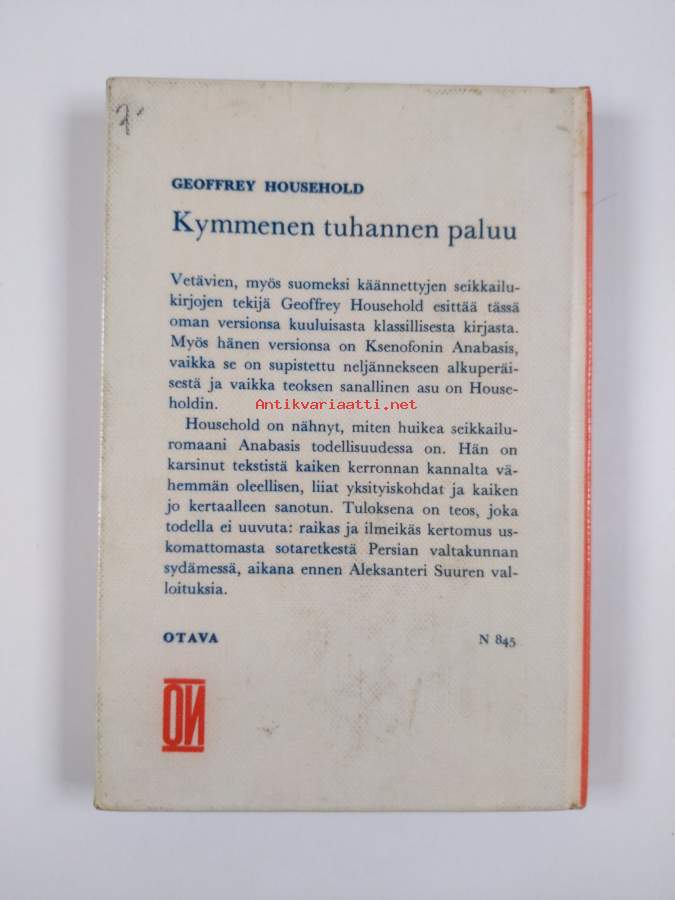 7.-
GEOFFREY HOUSEHOLD
Kymmenen tuhannen paluu
Vetävien, myös suomeksi käännettyjen seikkailu-
kirjojen tekijä Geoffrey Household esittää tässä
oman versionsa kuuluisasta klassillisesta kirjasta.
Myös hänen versionsa on Ksenofonin Anabasis,
vaikka se on supistettu neljännekseen alkuperäi-
sestä ja vaikka teoksen sanallinen asu on House-
holdin.
Antikvariaatti.net
Household on nähnyt, miten huikea seikkailu-
romaani Anabasis todellisuudessa on. Hän on
karsinut tekstistä kaiken kerronnan kannalta vä-
hemmän oleellisen, liiat yksityiskohdat ja kaiken
jo kertaalleen sanotun. Tuloksena on teos, joka
todella ei uuvuta: raikas ja ilmeikäs kertomus us-
komattomasta sotaretkestä Persian valtakunnan
sydämessä, aikana ennen Aleksanteri Suuren val-
loituksia.
OTAVA N 845
ON